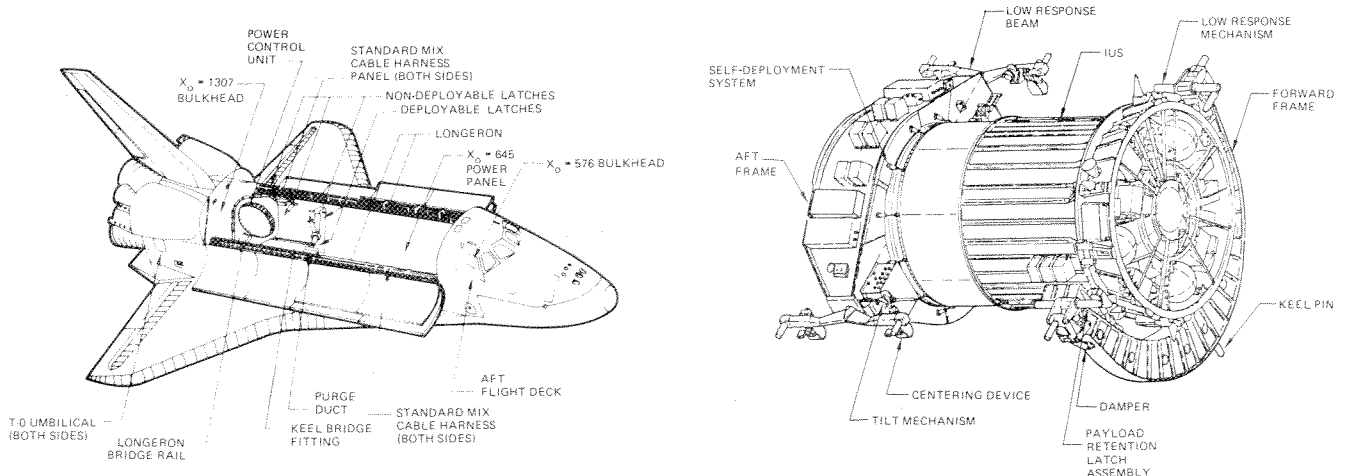 POWER
CONTROL
UNIT
STANDARD MIX
CABLE HARNESS
PANEL (BOTH SIDES)
Xo = 1307
BULKHEAD
NON-DEPLOYABLE LATCHES
DEPLOYABLE LATCHES
LONGERON
Xo = 645
POWER
PANEL
Xo = 576 BULKHEAD
AFT
FLIGHT DECK
PURGE
DUCT
STANDARD MIX
CABLE HARNESS
(BOTH SIDES)
KEEL BRIDGE
FITTING
T-0 UMBILICAL
(BOTH SIDES)
LONGERON
BRIDGE RAIL
LOW RESPONSE
BEAM
LOW RESPONSE
MECHANISM
IUS
SELF-DEPLOYMENT
SYSTEM
FORWARD
FRAME
AFT
FRAME
KEEL PIN
CENTERING DEVICE
DAMPER
TILT MECHANISM
PAYLOAD
RETENTION
LATCH
ASSEMBLY